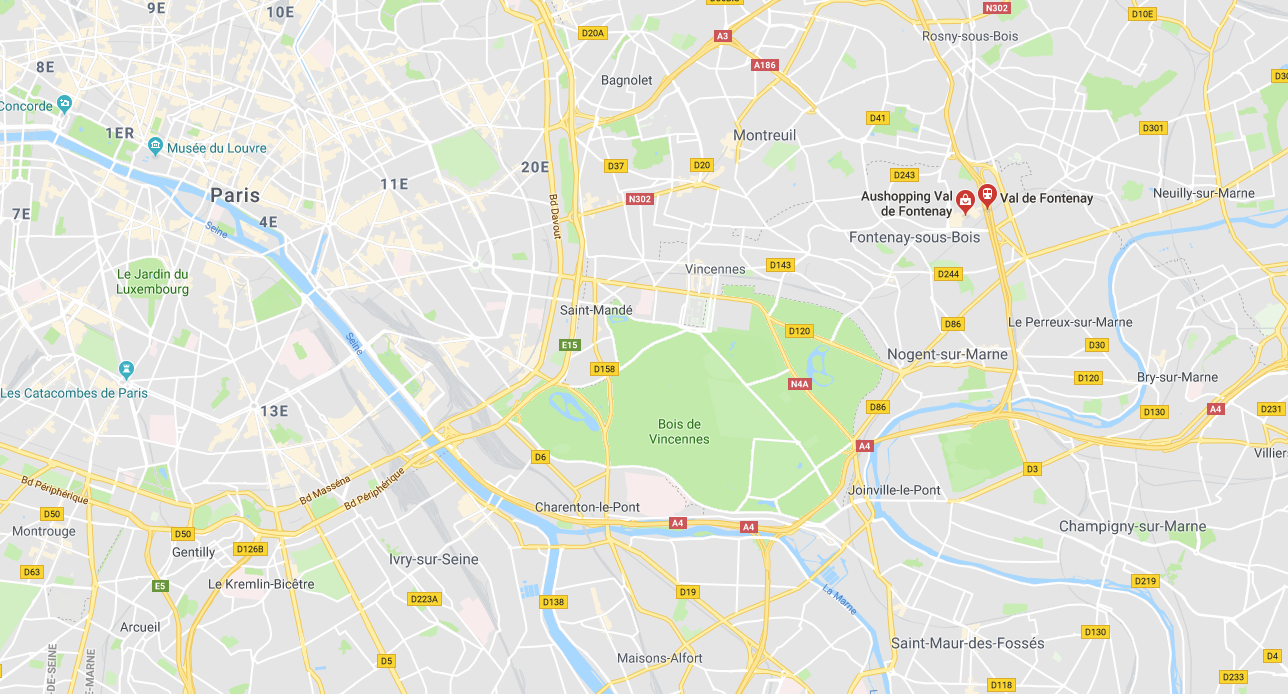 9E
10E
N302
D10E
D20A
A3
Rosny-sous-Bois
8E
A186
Bagnolet
Concorde
D41
D301
1ER
Montreuil
Musée du Louvre
20E
D37
D20
D243
11E
Paris
N302
Aushopping Val
de Fontenay
Val de Fontenay
Neuilly-sur-Marne
7E
4E
Seine
Bd Davout
Fontenay-sous-Bois
Vincennes
D143
D244
Le Jardin du
Luxembourg
Saint-Mandé
D120
D86
Le Perreux-sur-Marne
Seine
E15
D30
Nogent-sur-Marne
D158
N4A
D120
Bry-sur-Marne
Les Catacombes de Paris
13E
D86
D130
A4
D231
Bois de
Vincennes
A4
D6
D3
Villier
Bd Périphérique
Bd Masséna
Bd Périphérique
Joinville-le-Pont
Charenton-le-Pont
D50
A4
A4
Champigny-sur-Marne
Montrouge
D50
Gentilly
D126B
Ivry-sur-Seine
D63
E5
Le Kremlin-Bicêtre
D219
D223A
D138
D19
La Marne
Arcueil
D130
Saint-Maur-des-Fossés
D5
Maisons-Alfort
D4
D233
D118
-DE-SEINE
E-MARNE